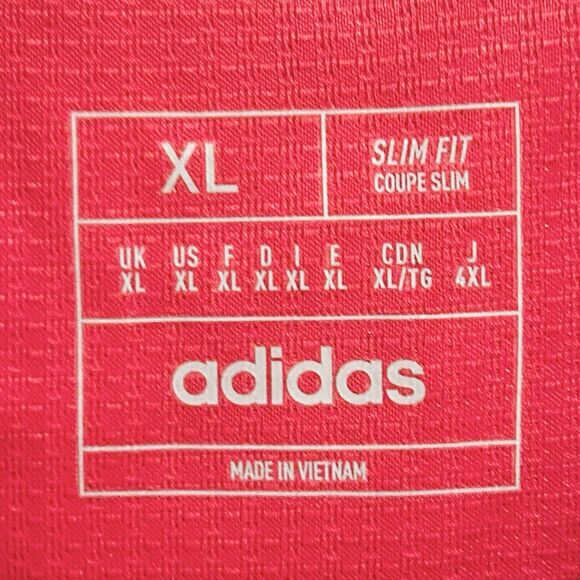 XL
SLIM FIT
COUPE SLIM
UK US F D I E CDN J
XL XL XL XL XL XL XL/TG 4XL
adidas
MADE IN VIETNAM